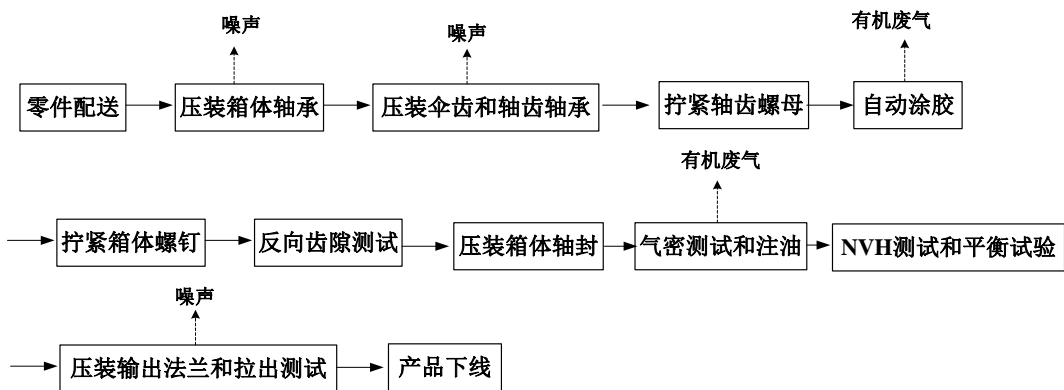 噪声 噪声 有机废气
零件配送 压装箱体轴承 压装伞齿和轴齿轴承 拧紧轴齿螺母 自动涂胶
有机废气
拧紧箱体螺钉 反向齿隙测试 压装箱体轴封 气密测试和注油 NVH测试和平衡试验
噪声
压装输出法兰和拉出测试 产品下线